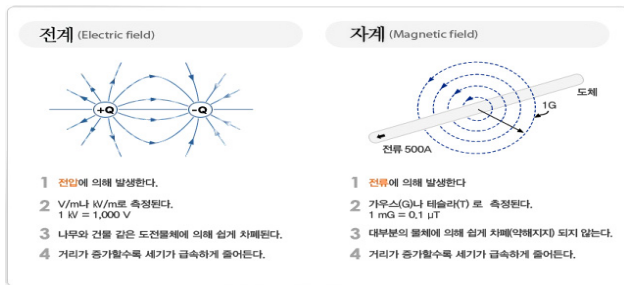 전계 (Electric field)
+Q
-Q
1 전압에 의해 발생한다.
2 V/m나 kV/m로 측정된다.
1 kV = 1,000 V
3 나무와 건물 같은 도전물체에 의해 쉽게 차폐된다.
4 거리가 증가할수록 세기가 급속하게 줄어든다.
자계 (Magnetic field)
도체
1G
전류 500A
1 전류에 의해 발생한다
2 가우스(G)나 테슬라(T) 로 측정된다.
1 mG = 0.1 μT
3 대부분의 물체에 의해 쉽게 차폐(약해지지) 되지 않는다.
4 거리가 증가할수록 세기가 급속하게 줄어든다.